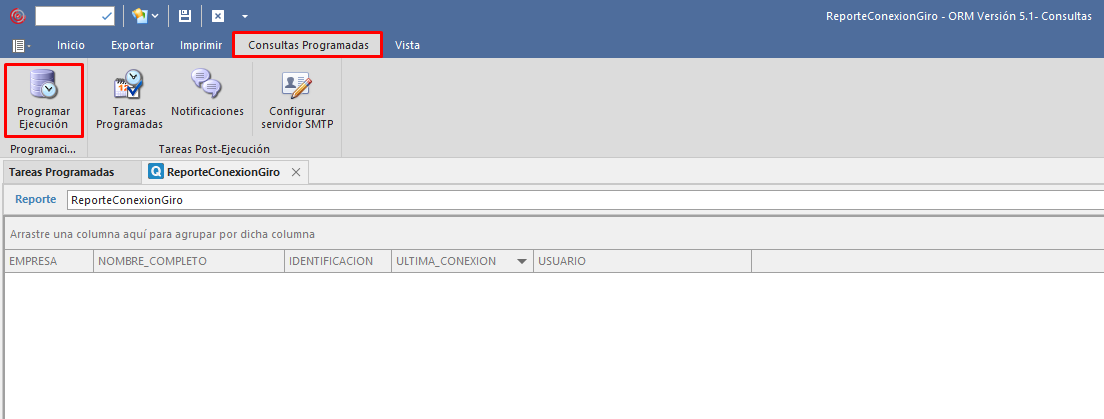 ReporteConexionGiro - ORM Versión 5.1- Consultas
Inicio Exportar Imprimir Consultas Programadas Vista
Programar
Ejecución
Tareas
Programadas
Notificaciones
Configurar
servidor SMTP
Programaci...
Tareas Post-Ejecución
Tareas Programadas
Q ReporteConexionGiro
Reporte ReporteConexionGiro
Arrastre una columna aquí para agrupar por dicha columna
EMPRESA NOMBRE_COMPLETO IDENTIFICACION ULTIMA_CONEXION USUARIO